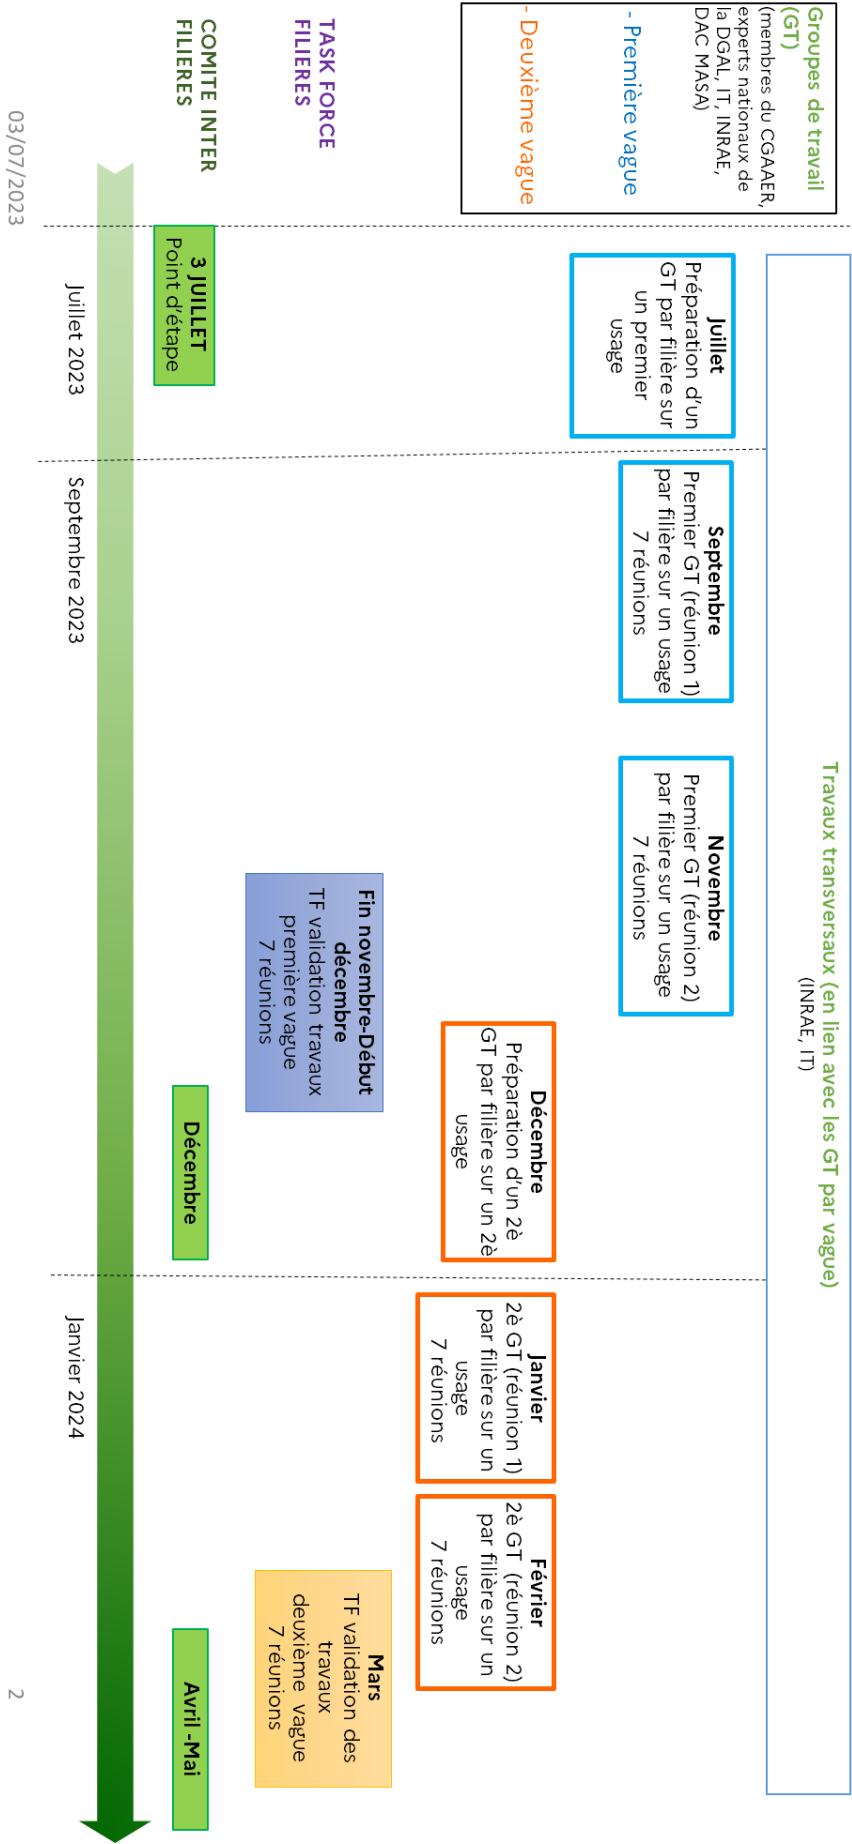 Groupes de travail
(GT)
(membres du CGAAER,
experts nationaux de
la DGAL, IT, INRAE,
DAC MASA)
- Première vague
- Deuxième vague
TASK FORCE
FILIERES
COMITE INTER
FILIERES
Travaux transversaux (en lien avec les GT par vague)
(INRAE, IT)
Juillet
Préparation d'un
GT par filière sur
un premier
usage
Septembre
Premier GT (réunion 1)
par filière sur un usage
7 réunions
Novembre
Premier GT (réunion 2)
par filière sur un usage
7 réunions
Décembre
Préparation d'un 2è
GT par filière sur un 2è
usage
Janvier
2è GT (réunion 1)
par filière sur un
usage
7 réunions
Février
2è GT (réunion 2)
par filière sur un
usage
7 réunions
Fin novembre-Début
décembre
TF validation travaux
première vague
7 réunions
Mars
TF validation des
travaux
deuxième vague
7 réunions
3 JUILLET
Point d'étape
Décembre
Avril -Mai
Juillet 2023
Septembre 2023
Janvier 2024
03/07/2023
2